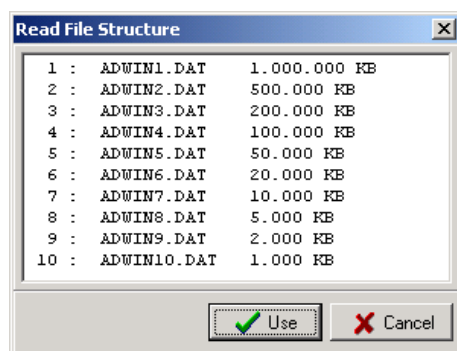 Read File Structure
1 : ADWIN1.DAT 1.000.000 KB
2 : ADWIN2.DAT 500.000 KB
3 : ADWIN3.DAT 200.000 KB
4 : ADWIN4.DAT 100.000 KB
5 : ADWIN5.DAT 50.000 KB
6 : ADWIN6.DAT 20.000 KB
7 : ADWIN7.DAT 10.000 KB
8 : ADWIN8.DAT 5.000 KB
9 : ADWIN9.DAT 2.000 KB
10 : ADWIN10.DAT 1.000 KB
Use Cancel